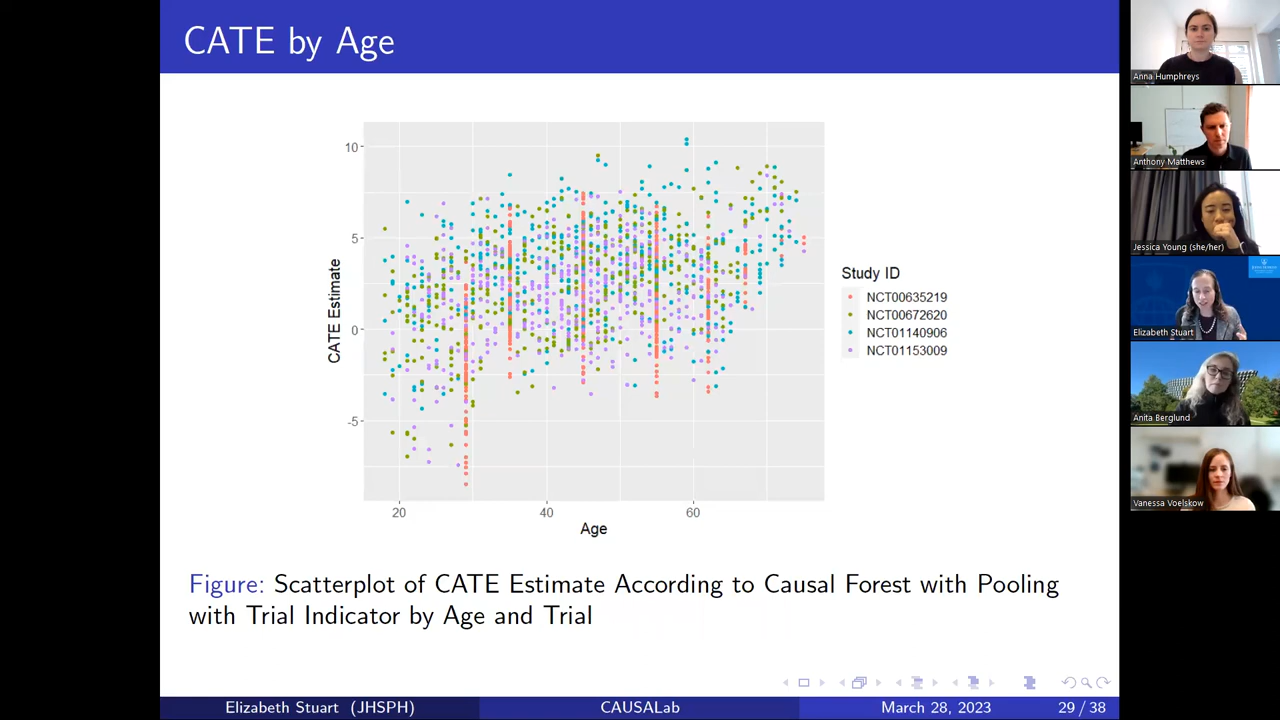 CATE by Age
10
5
0
-5
CATE Estimate
20 40 60
Age
Study ID
NCT00635219
NCT00672620
NCT01140906
NCT01153009
Figure: Scatterplot of CATE Estimate According to Causal Forest with Pooling
with Trial Indicator by Age and Trial
Elizabeth Stuart (JHSPH) CAUSALab March 28, 2023 29 / 38
Anna Humphreys
Anthony Matthews
Jessica Young (she/her)
Elizabeth Stuart
Anita Berglund
Vanessa Voelskow